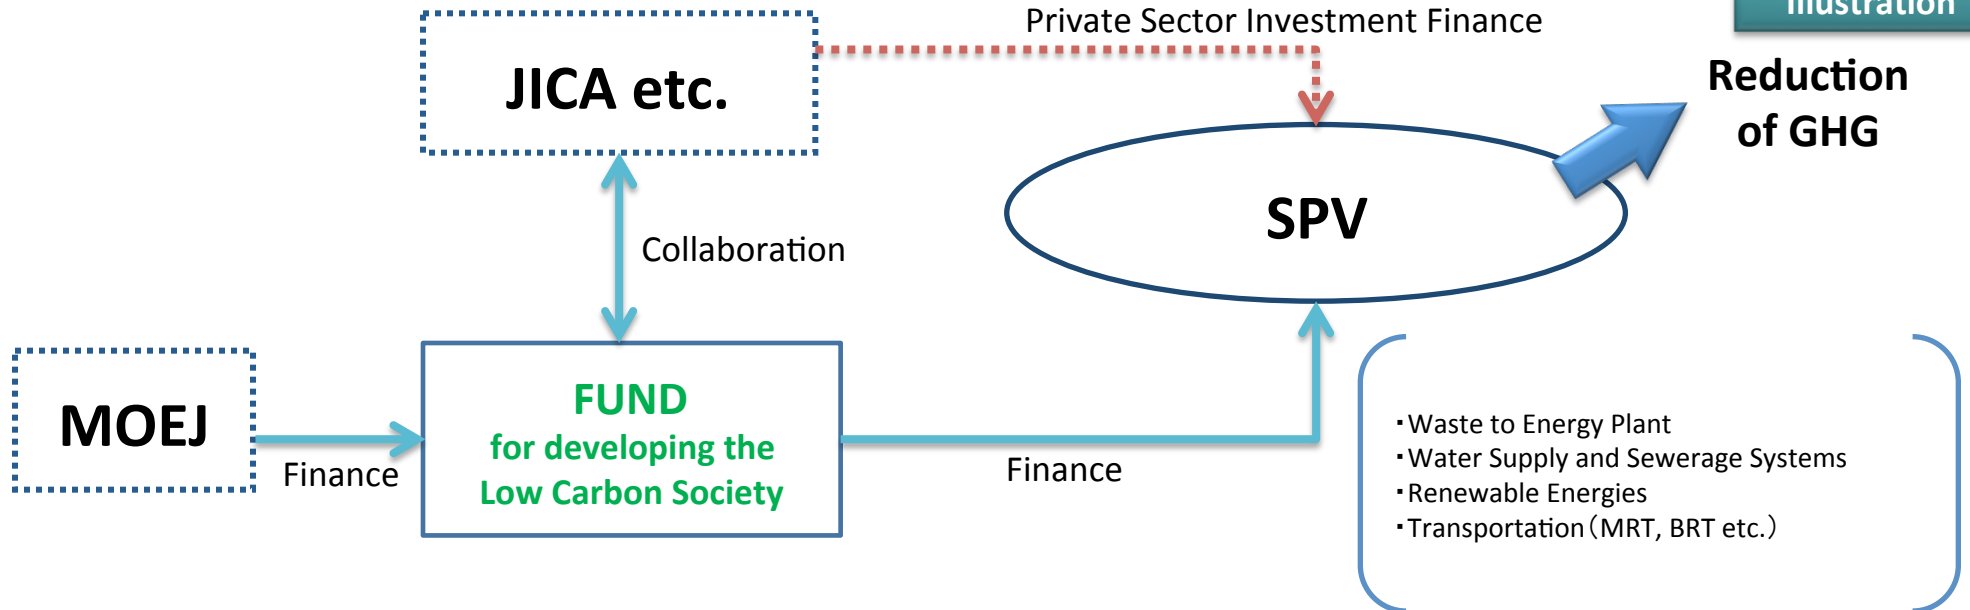 Illustration
Private Sector Investment Finance
JICA etc.
Reduction
of GHG
SPV
Collaboration
MOEJ
Finance
FUND
for developing the
Low Carbon Society
Finance
・Waste to Energy Plant
・Water Supply and Sewerage Systems
・Renewable Energies
・Transportation（MRT, BRT etc.）